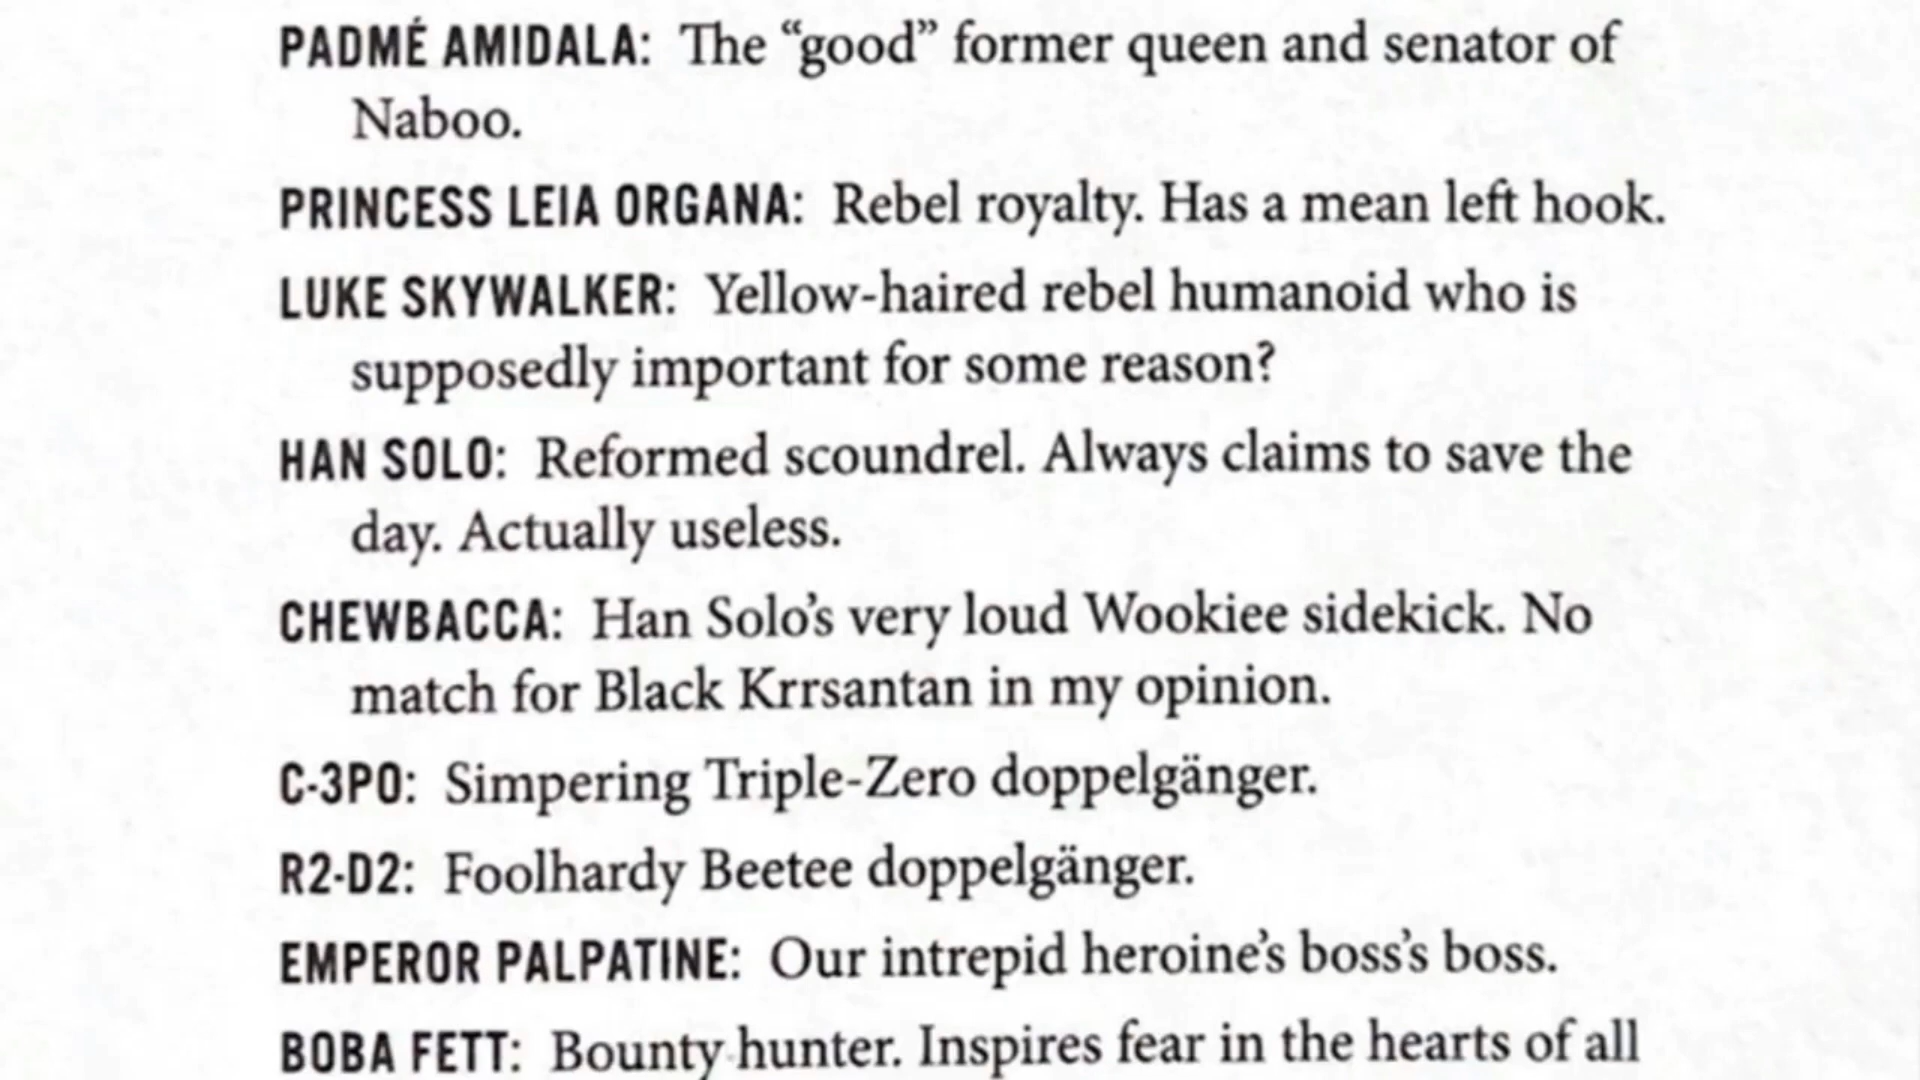 PADMÉ AMIDALA: The “good” former queen and senator of
Naboo.
PRINCESS LEIA ORGANA: Rebel royalty. Has a mean left hook.
LUKE SKYWALKER: Yellow-haired rebel humanoid who is
supposedly important for some reason?
HAN SOLO: Reformed scoundrel. Always claims to save the
day. Actually useless.
CHEWBACCA: Han Solo’s very loud Wookiee sidekick. No
match for Black Krrsantan in my opinion.
C-3PO: Simpering Triple-Zero doppelgänger.
R2-D2: Foolhardy Beetee doppelgänger.
EMPEROR PALPATINE: Our intrepid heroine’s boss’s boss.
BOBA FETT: Bounty hunter. Inspires fear in the hearts of all